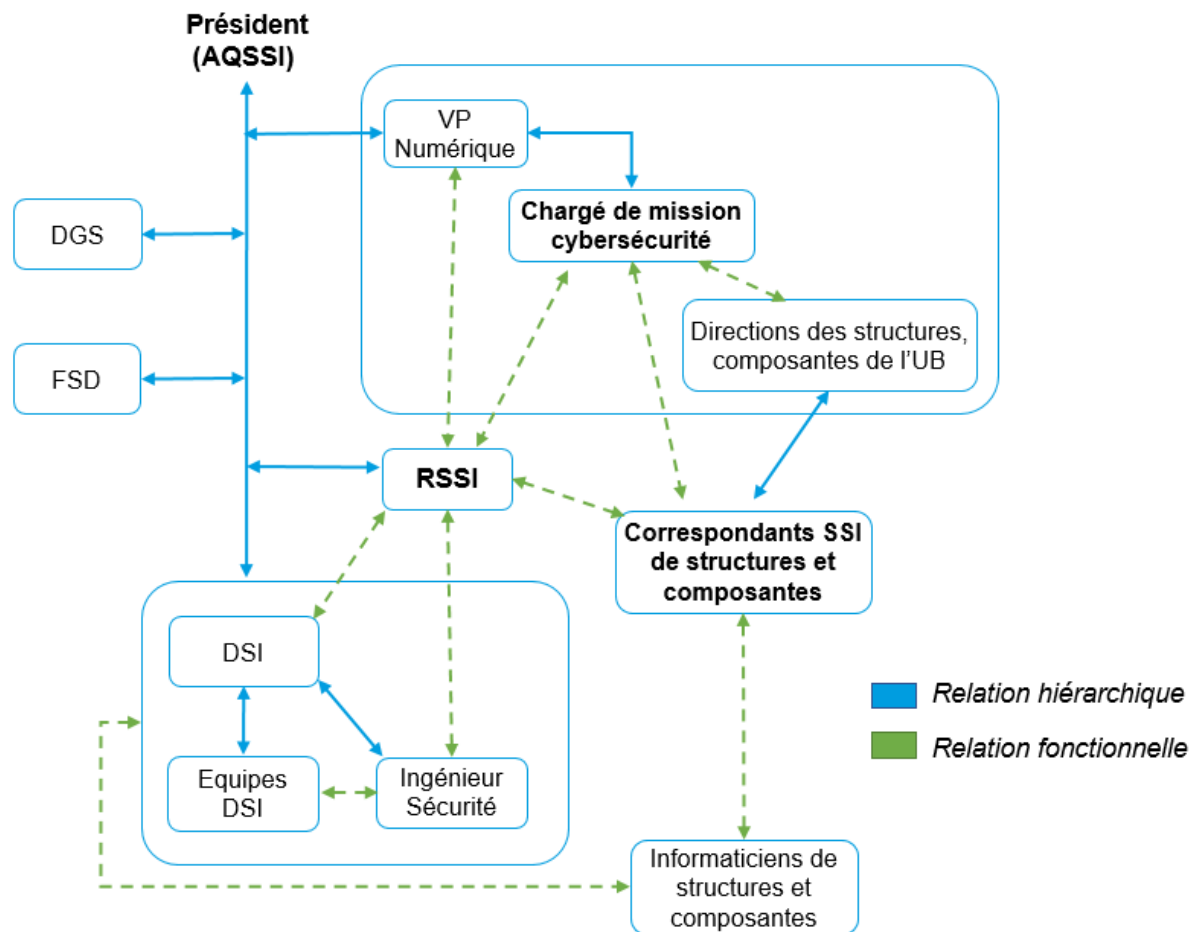 Président
(AQSSI)
VP
Numérique
Chargé de mission
cybersécurité
DGS
Directions des structures,
composantes de l'UB
FSD
RSSI
Correspondants SSI
de structures et
composantes
DSI
Relation hiérarchique
Relation fonctionnelle
Equipes
DSI
Ingénieur
Sécurité
Informaticiens de
structures et
composantes